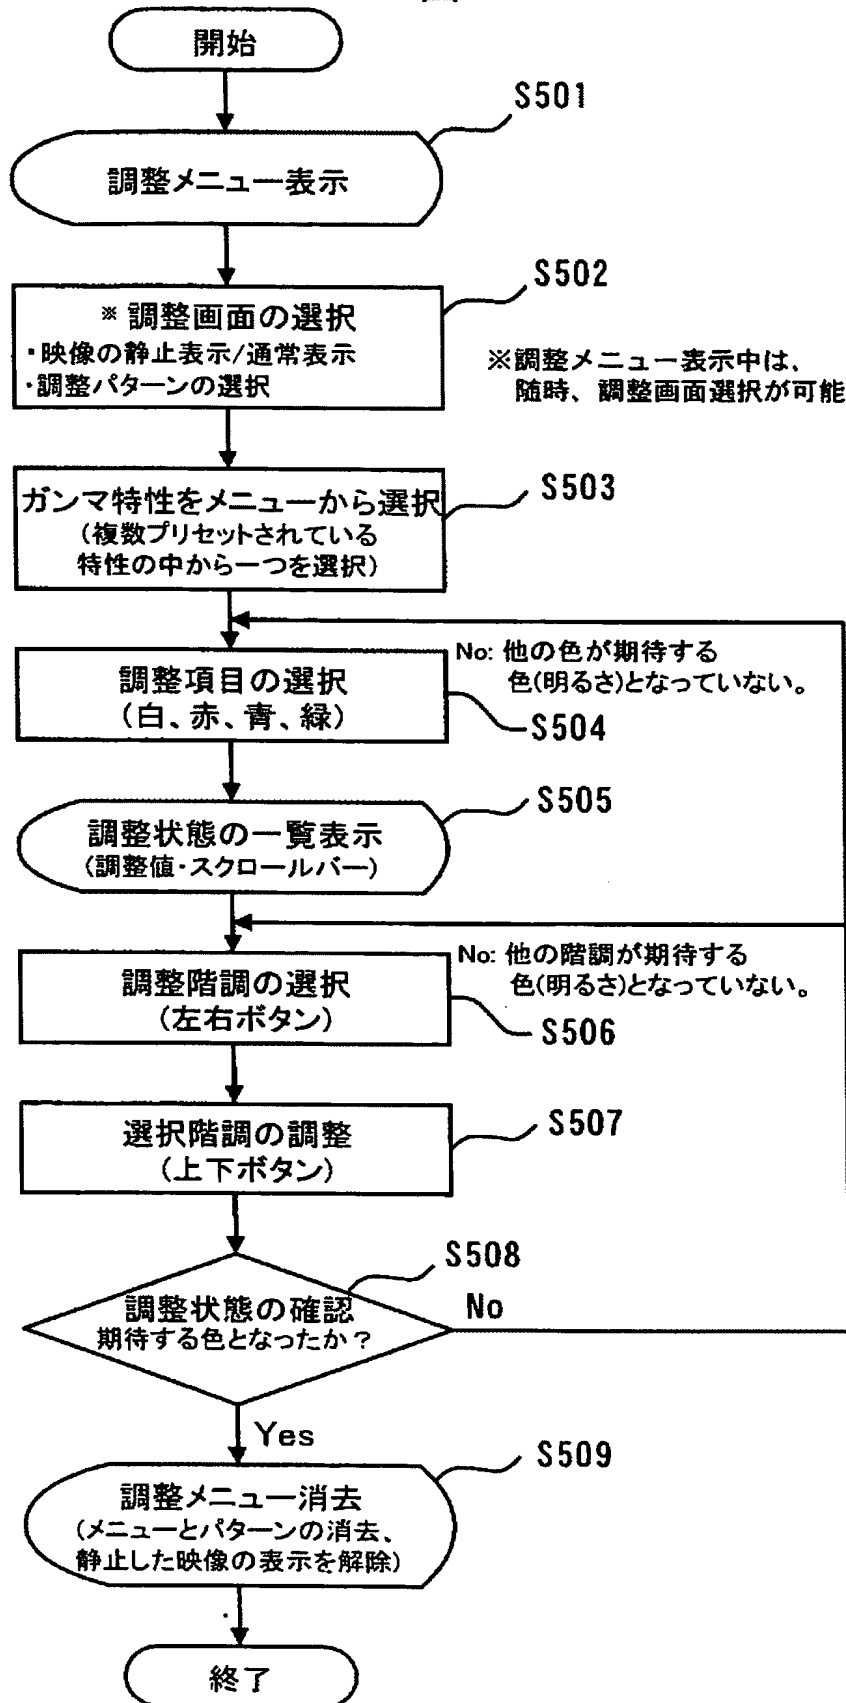 開始
S501
調整メニュー表示
S502
※ 調整画面の選択
・映像の静止表示/通常表示
・調整パターンの選択
※調整メニュー表示中は、
随時、調整画面選択が可能
S503
ガンマ特性をメニューから選択
(複数プリセットされている
特性の中から一つを選択)
No: 他の色が期待する
色(明るさ)となっていない。
調整項目の選択
(白、赤、青、緑)
S504
S505
調整状態の一覧表示
(調整値・スクロールバー)
No: 他の階調が期待する
色(明るさ)となっていない。
調整階調の選択
(左右ボタン)
S506
S507
選択階調の調整
(上下ボタン)
S508
調整状態の確認
期待する色となったか?
No
Yes
S509
調整メニュー消去
(メニューとパターンの消去、
静止した映像の表示を解除)
終了